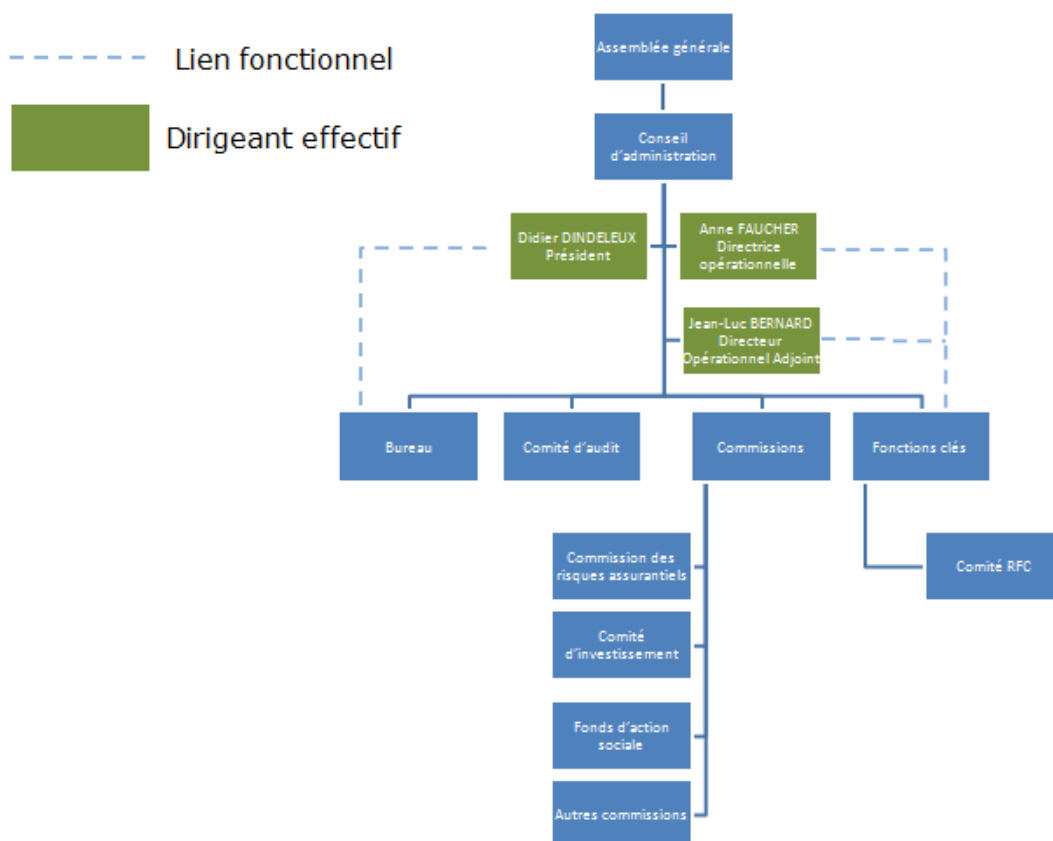 Lien fonctionnel
Dirigeant effectif
Assemblée générale
Conseil
d'administration
Didier DINDELEUX
Président
Anne FAUCHER
Directrice
opérationnelle
Jean-Luc BERNARD
Directeur
Opérationnel Adjoint
Bureau
Comité d'audit
Commissions
Fonctions clés
Commission des
risques assurantiels
Comité RFC
Comité
d'investissement
Fonds d'action
sociale
Autres commissions